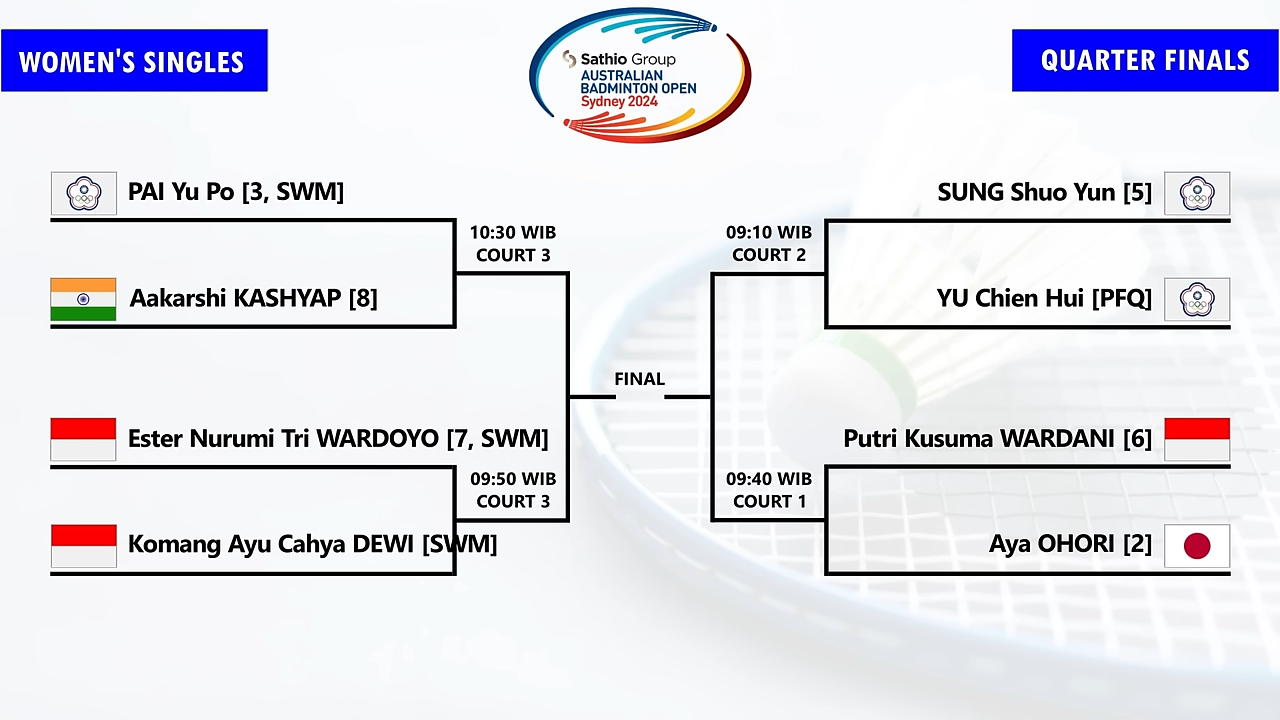 WOMEN'S SINGLES
Sathio Group
AUSTRALIAN
BADMINTON OPEN
Sydney 2024
QUARTER FINALS
PAI Yu Po [3, SWM]
10:30 WIB
COURT 3
Aakarshi KASHYAP [8]
Ester Nurumi Tri WARDOYO [7, SWM]
09:50 WIB
COURT 3
Komang Ayu Cahya DEWI [SWM]
FINAL
SUNG Shuo Yun [5]
09:10 WIB
COURT 2
YU Chien Hui [PFQ]
Putri Kusuma WARDANI [6]
09:40 WIB
COURT 1
Aya OHORI [2]